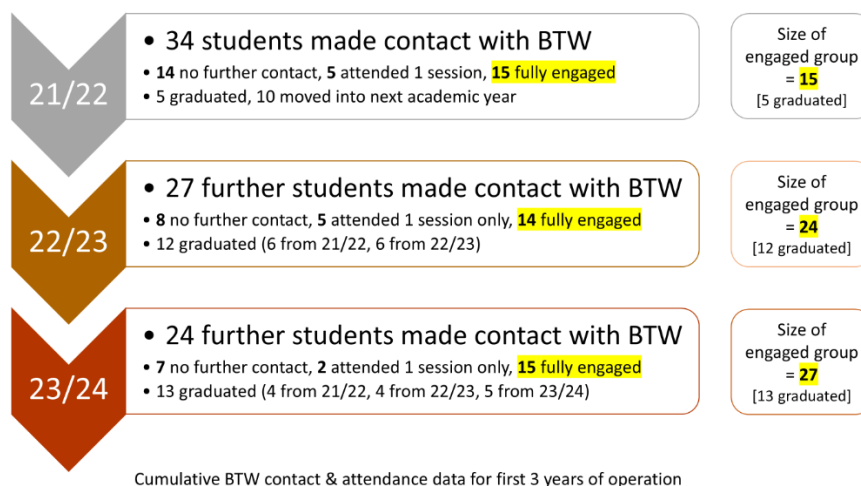 21/22
• 34 students made contact with BTW
• 14 no further contact, 5 attended 1 session, 15 fully engaged
• 5 graduated, 10 moved into next academic year
Size of
engaged group
= 15
[5 graduated]
22/23
• 27 further students made contact with BTW
• 8 no further contact, 5 attended 1 session only, 14 fully engaged
• 12 graduated (6 from 21/22, 6 from 22/23)
Size of
engaged group
= 24
[12 graduated]
23/24
• 24 further students made contact with BTW
• 7 no further contact, 2 attended 1 session only, 15 fully engaged
• 13 graduated (4 from 21/22, 4 from 22/23, 5 from 23/24)
Size of
engaged group
= 27
[13 graduated]
Cumulative BTW contact & attendance data for first 3 years of operation